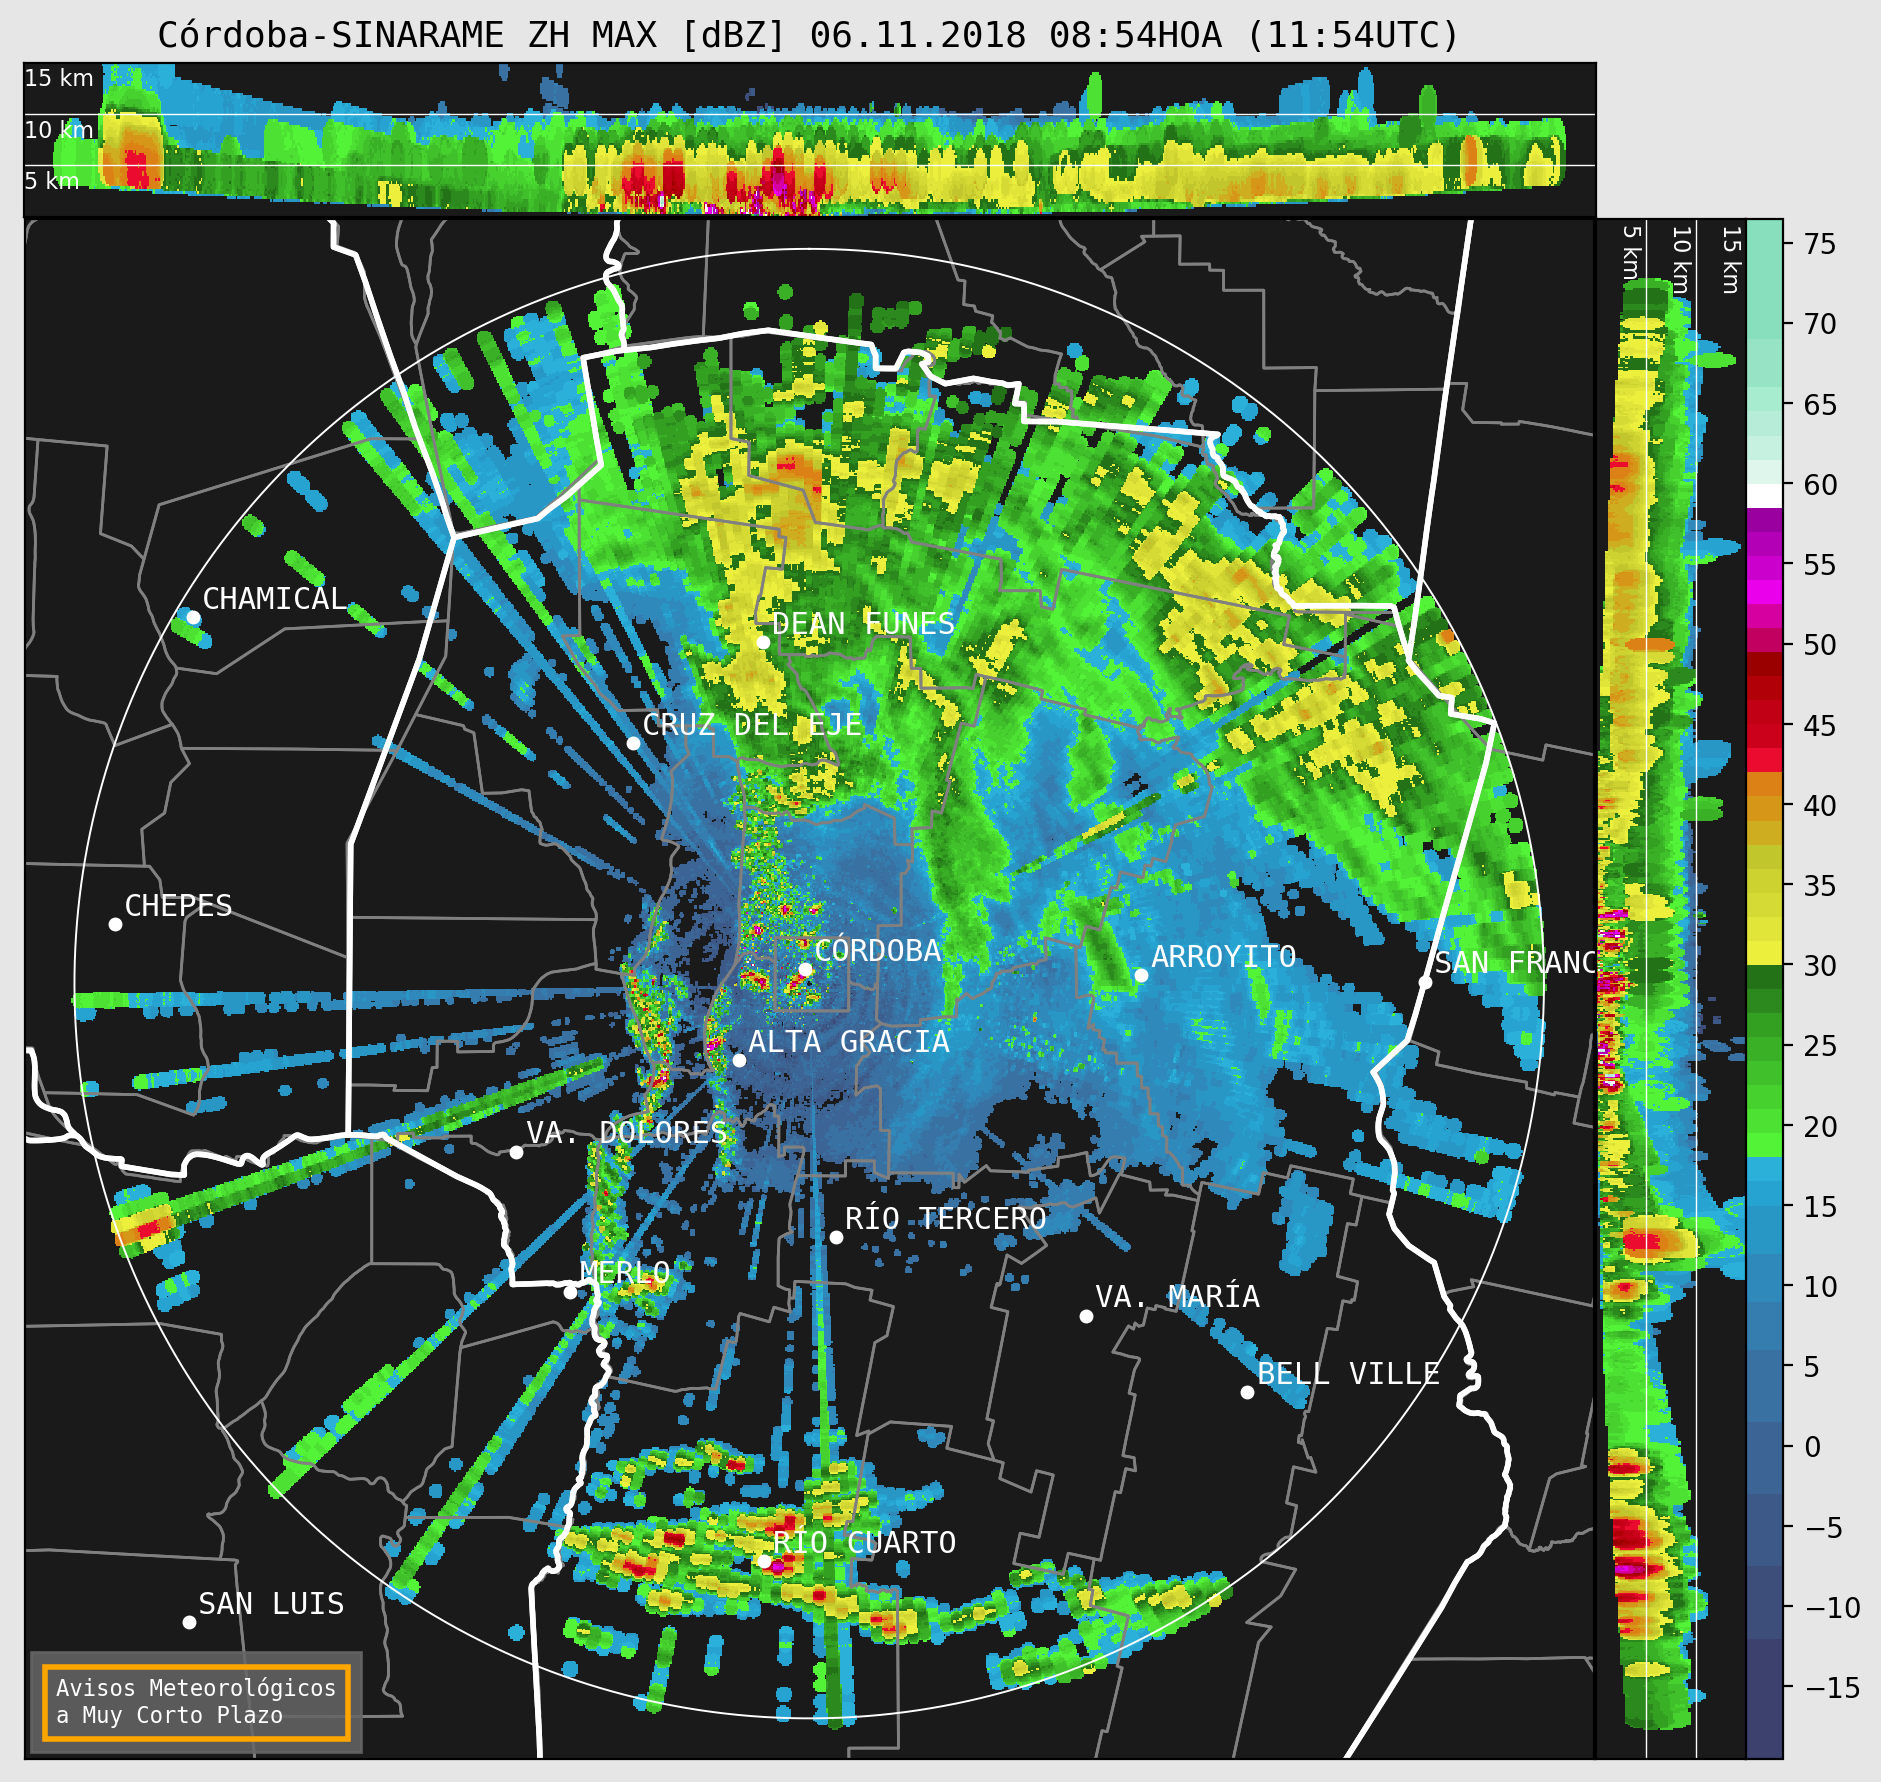 Córdoba-SINARAME ZH MAX [dBZ] 06.11.2018 08:54HOA (11:54UTC)
15 km
10 km
5 km
5 km
10 km
15 km
75
70
65
60
55
50
45
40
35
30
25
20
15
10
5
0
−5
−10
−15
CHAMICAL
DEAN FUNES
CRUZ DEL EJE
CHEPES
CÓRDOBA
ARROYITO
SAN FRANC
ALTA GRACIA
VA. DOLORES
RÍO TERCERO
MERLO
VA. MARÍA
BELL VILLE
RÍO CUARTO
SAN LUIS
Avisos Meteorológicos
a Muy Corto Plazo